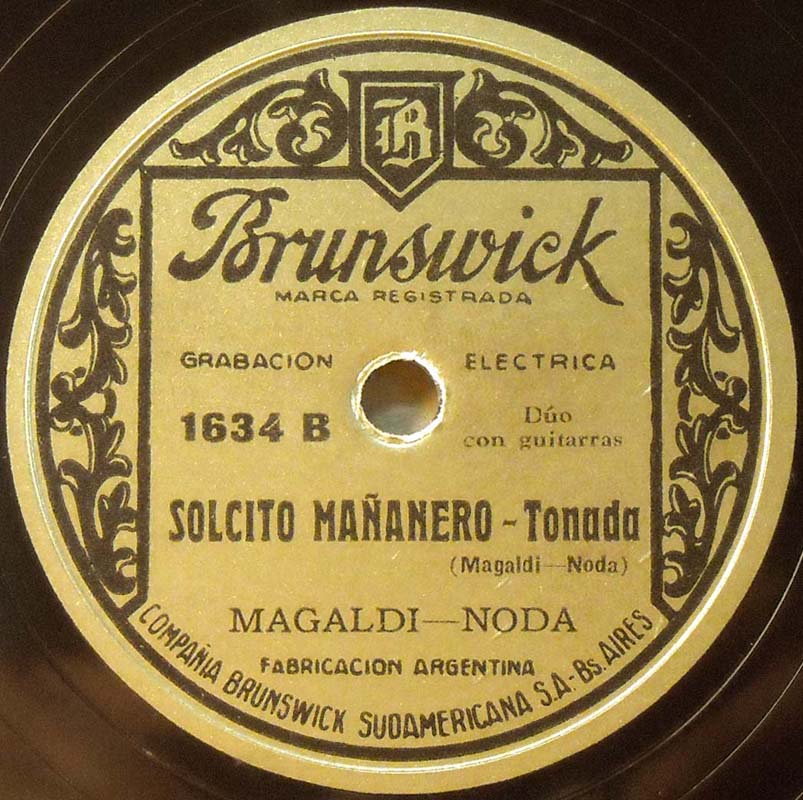 B
Brunswick
MARCA REGISTRADA
GRABACION ELECTRICA
1634 B
Dúo
con guitarras
SOLCITO MAÑANERO - Tonada
(Magaldi—Noda)
MAGALDI—NODA
FABRICACION ARGENTINA
COMPAÑIA BRUNSWICK SUDAMERICANA S.A.-Bs. AIRES